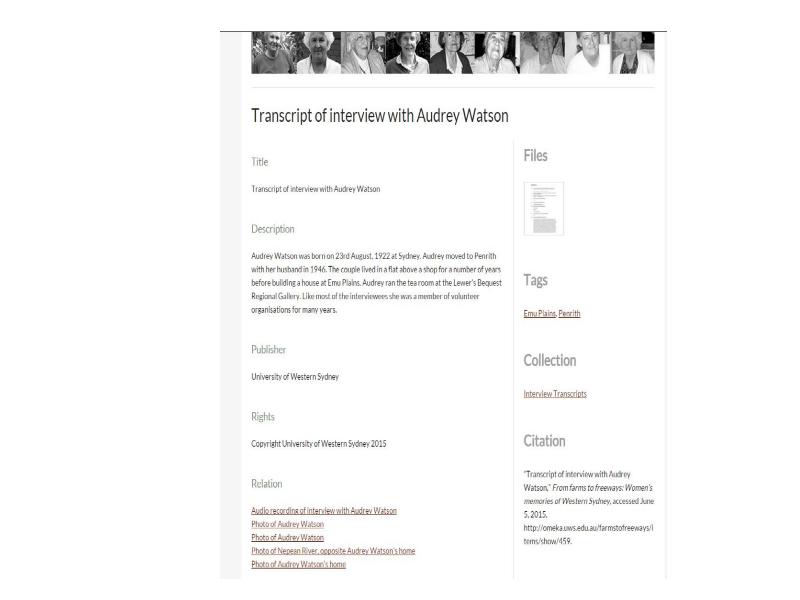 Transcript of interview with Audrey Watson
Title
Transcript of interview with Audrey Watson
Description
Audrey Watson was born on 23rd August, 1922 at Sydney. Audrey moved to Penrith
with her husband in 1946. The couple lived in a flat above a shop for a number of years
before building a house at Emu Plains. Audrey ran the tea room at the Lewer's Bequest
Regional Gallery. Like most of the interviewees she was a member of volunteer
organisations for many years.
Publisher
University of Western Sydney
Rights
Copyright University of Western Sydney 2015
Relation
Audio recording of interview with Audrey Watson
Photo of Audrey Watson
Photo of Audrey Watson
Photo of Nepean River, opposite Audrey Watson's home
Photo of Audrey Watson's home
Files
Tags
Emu Plains, Penrith
Collection
Interview Transcripts
Citation
"Transcript of interview with Audrey
Watson," From farms to freeways: Women's
memories of Western Sydney, accessed June
5, 2015,
http://omeka.uws.edu.au/farmstofreeways/i
tems/show/459.